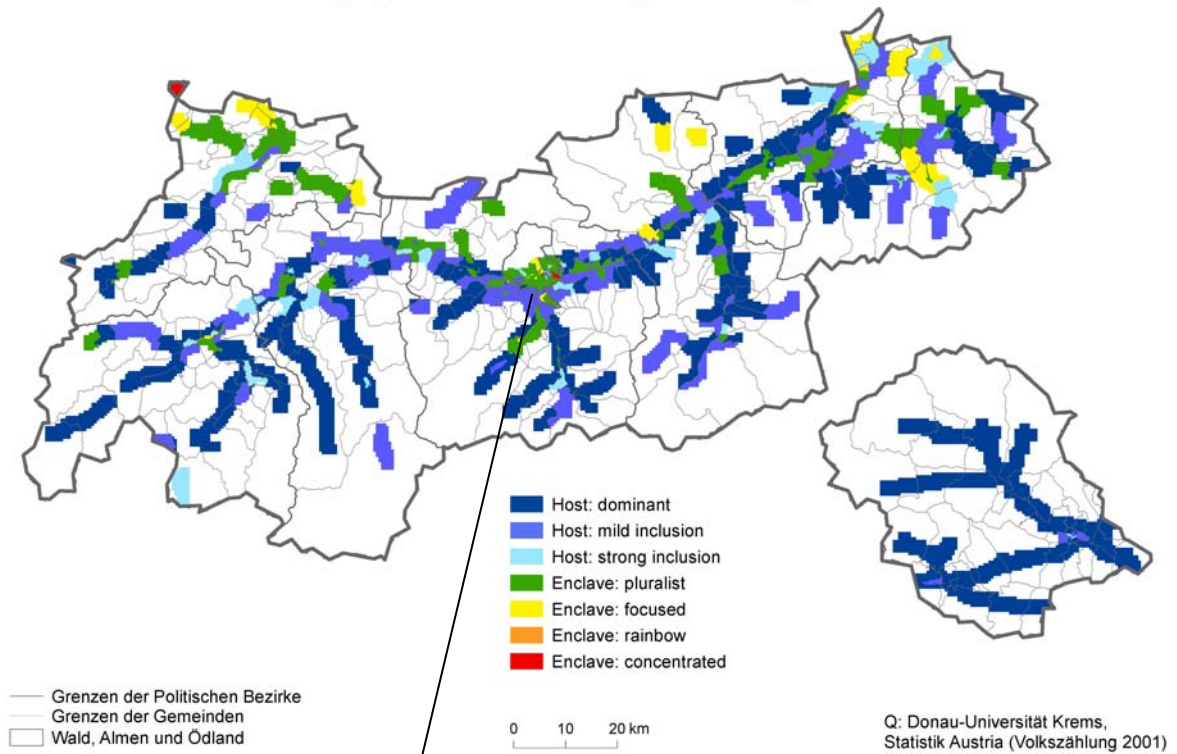 Host: dominant
Host: mild inclusion
Host: strong inclusion
Enclave: pluralist
Enclave: focused
Enclave: rainbow
Enclave: concentrated
Grenzen der Politischen Bezirke
Grenzen der Gemeinden
Wald, Almen und Ödland
0 10 20 km
Q: Donau-Universität Krems,
Statistik Austria (Volkszählung 2001)